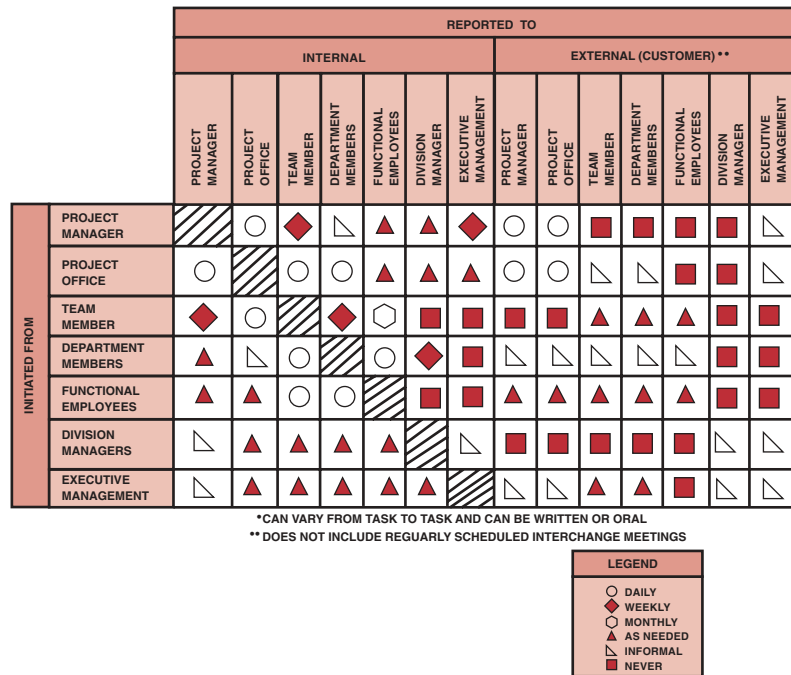 REPORTED TO
INTERNAL
EXTERNAL (CUSTOMER) **
PROJECT
MANAGER
PROJECT
OFFICE
TEAM
MEMBER
DEPARTMENT
MEMBERS
FUNCTIONAL
EMPLOYEES
DIVISION
MANAGER
EXECUTIVE
MANAGEMENT
PROJECT
MANAGER
PROJECT
OFFICE
TEAM
MEMBER
DEPARTMENT
MEMBERS
FUNCTIONAL
EMPLOYEES
DIVISION
MANAGER
EXECUTIVE
MANAGEMENT
INITIATED FROM
PROJECT
MANAGER
PROJECT
OFFICE
TEAM
MEMBER
DEPARTMENT
MEMBERS
FUNCTIONAL
EMPLOYEES
DIVISION
MANAGERS
EXECUTIVE
MANAGEMENT
*CAN VARY FROM TASK TO TASK AND CAN BE WRITTEN OR ORAL
** DOES NOT INCLUDE REGUARLY SCHEDULED INTERCHANGE MEETINGS
LEGEND
DAILY
WEEKLY
MONTHLY
AS NEEDED
INFORMAL
NEVER